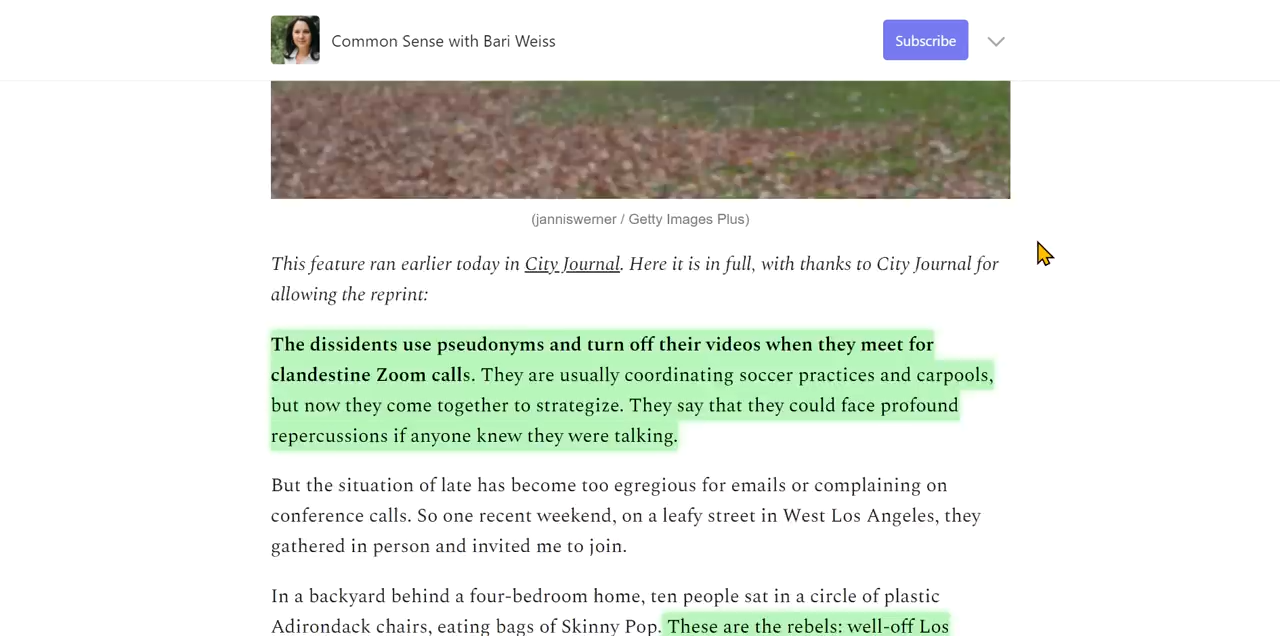 Common Sense with Bari Weiss
Subscribe
(janniswerner / Getty Images Plus)
This feature ran earlier today in City Journal. Here it is in full, with thanks to City Journal for
allowing the reprint:
The dissidents use pseudonyms and turn off their videos when they meet for
clandestine Zoom calls. They are usually coordinating soccer practices and carpools,
but now they come together to strategize. They say that they could face profound
repercussions if anyone knew they were talking.
But the situation of late has become too egregious for emails or complaining on
conference calls. So one recent weekend, on a leafy street in West Los Angeles, they
gathered in person and invited me to join.
In a backyard behind a four-bedroom home, ten people sat in a circle of plastic
Adirondack chairs, eating bags of Skinny Pop. These are the rebels: well-off Los